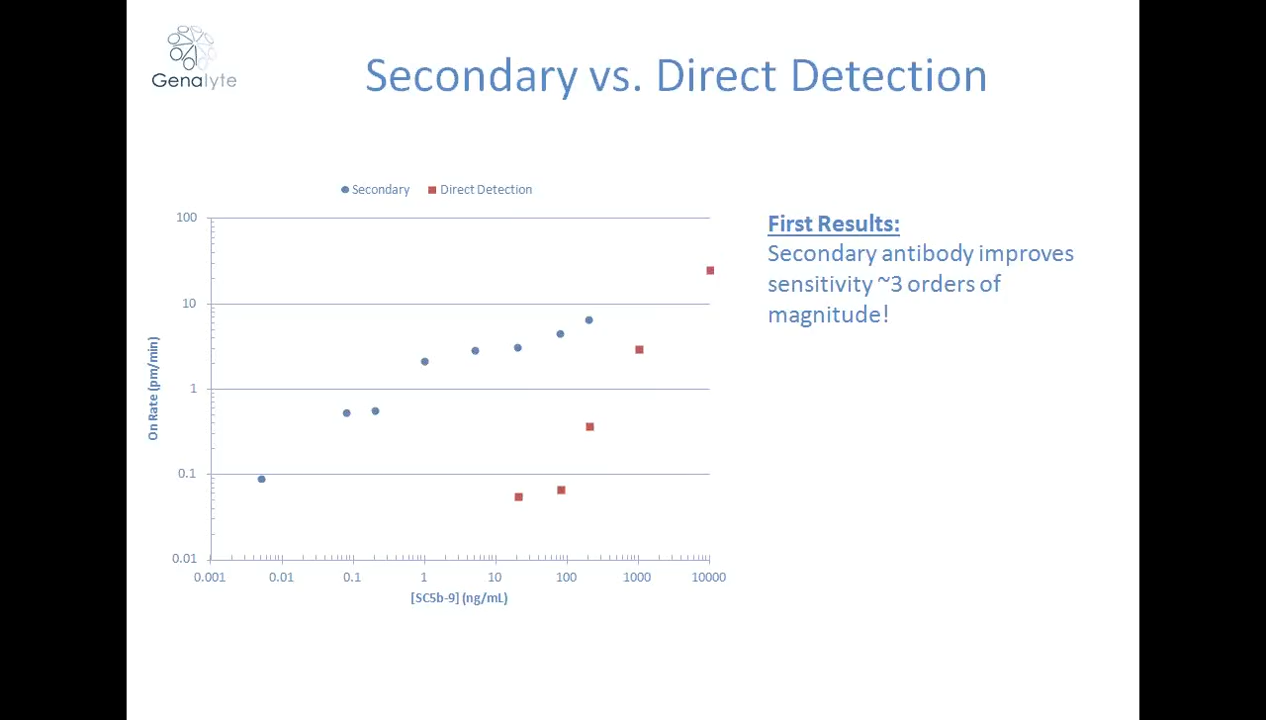 Genalyte
Secondary vs. Direct Detection
Secondary
Direct Detection
100
10
1
0.1
0.01
0.001
0.01
0.1
1
10
100
1000
10000
On Rate (pm/min)
[SC5b-9] (ng/mL)
First Results:
Secondary antibody improves
sensitivity ~3 orders of
magnitude!